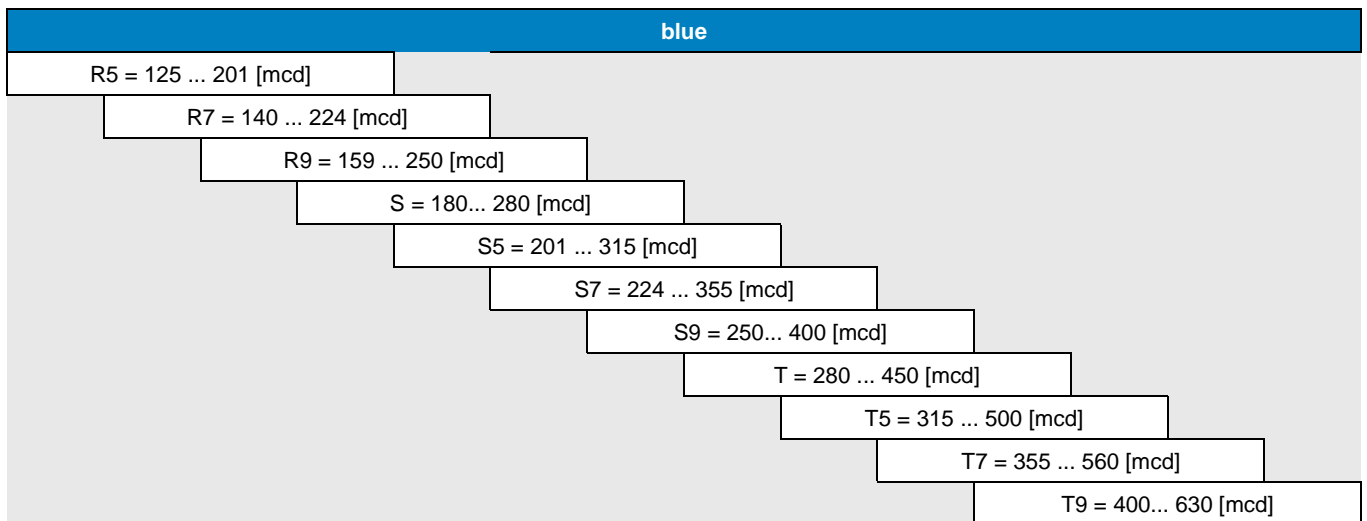 blue
R5 = 125 ... 201 [mcd]
R7 = 140 ... 224 [mcd]
R9 = 159 ... 250 [mcd]
S = 180... 280 [mcd]
S5 = 201 ... 315 [mcd]
S7 = 224 ... 355 [mcd]
S9 = 250... 400 [mcd]
T = 280 ... 450 [mcd]
T5 = 315 ... 500 [mcd]
T7 = 355 ... 560 [mcd]
T9 = 400... 630 [mcd]